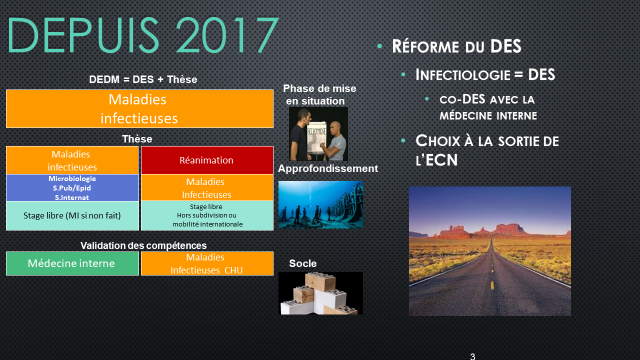 DEPUIS 2017
DEDM = DES + Thèse
Maladies
infectieuses
Phase de mise
en situation
Thèse
Maladies
infectieuses
Réanimation
Microbiologie
S.Pub/Epid
S.Internat
Maladies
Infectieuses
Stage libre (MI si non fait)
Stage libre
Hors subdivision ou
mobilité internationale
Approfondissement
Validation des compétences
Médecine interne
Maladies
Infectieuses CHU
Socle
• RÉFORME DU DES
• INFECTIOLOGIE = DES
• CO-DES AVEC LA
MÉDECINE INTERNE
• CHOIX À LA SORTIE DE
L'ECN
3